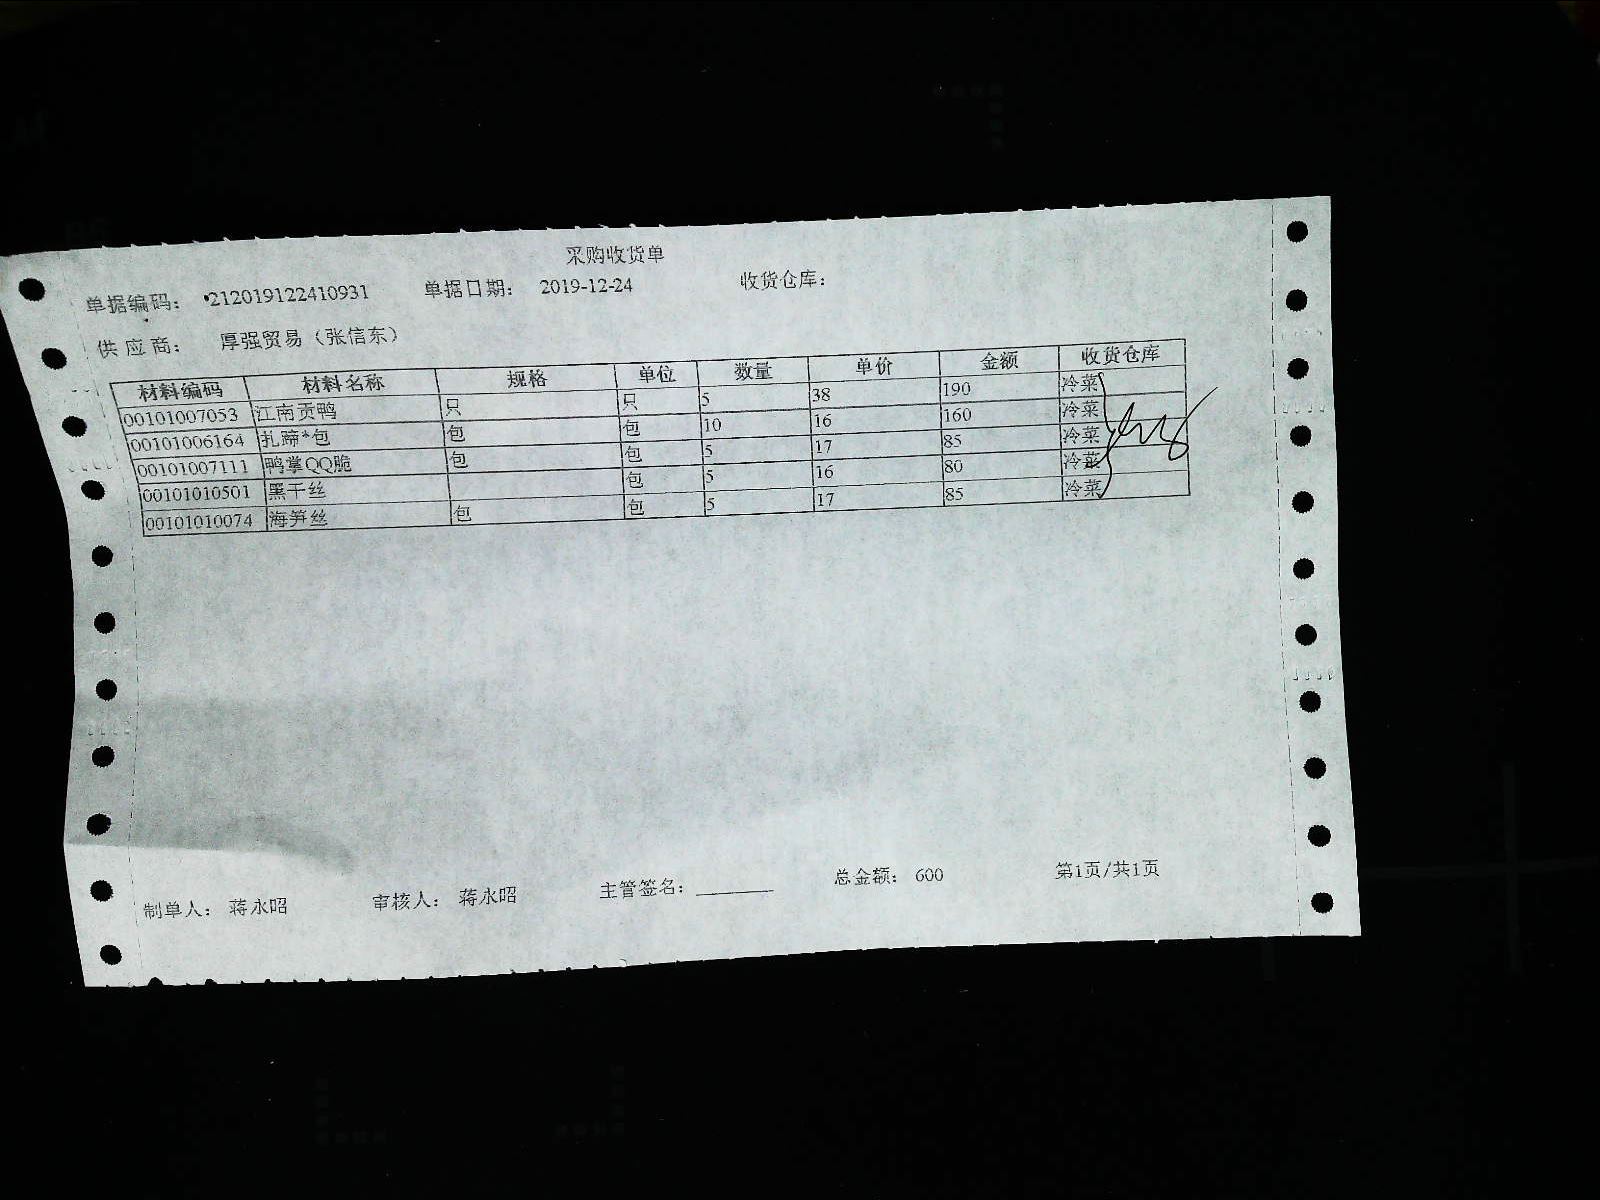 采购收货单
单据编码： 212019122410931 单据日期： 2019-12-24 收货仓库：
供应商： 厚强贸易（张信东）
材料编码 材料名称 规格 单位 数量 单价 金额 收货仓库
00101007053 江南贡鸭 只 只 5 38 190 冷菜
00101006164 扎蹄*包 包 包 10 16 160 冷菜
00101007111 鸭掌QQ脆 包 包 5 17 85 冷菜
00101010501 黑干丝 包 5 16 80 冷菜
00101010074 海笋丝 包 包 5 17 85 冷菜
制单人： 蒋永昭 审核人： 蒋永昭 主管签名： 总金额： 600 第1页/共1页